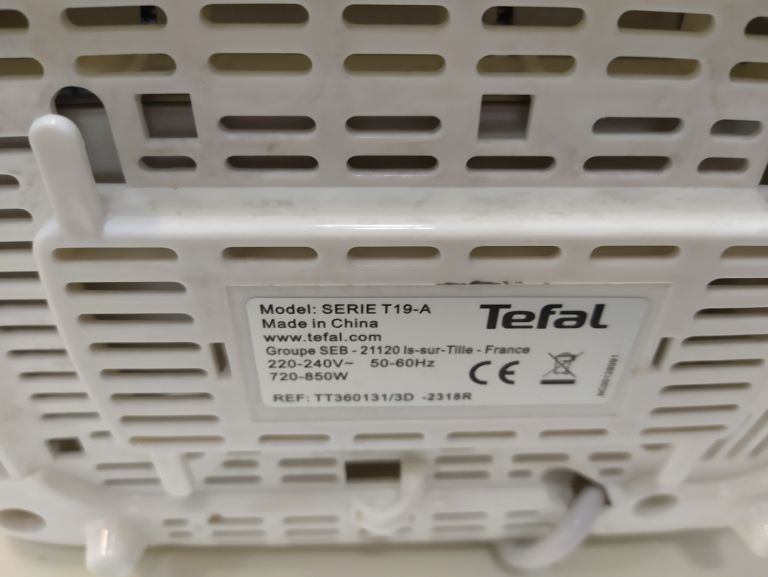 Model: SERIE T19-A
Tefal
Made in China
www.tefal.com
Groupe SEB - 21120 Is-sur-Tille - France
220-240V~ 50-60Hz
720-850W
CE
REF: TT360131/3D -2318R